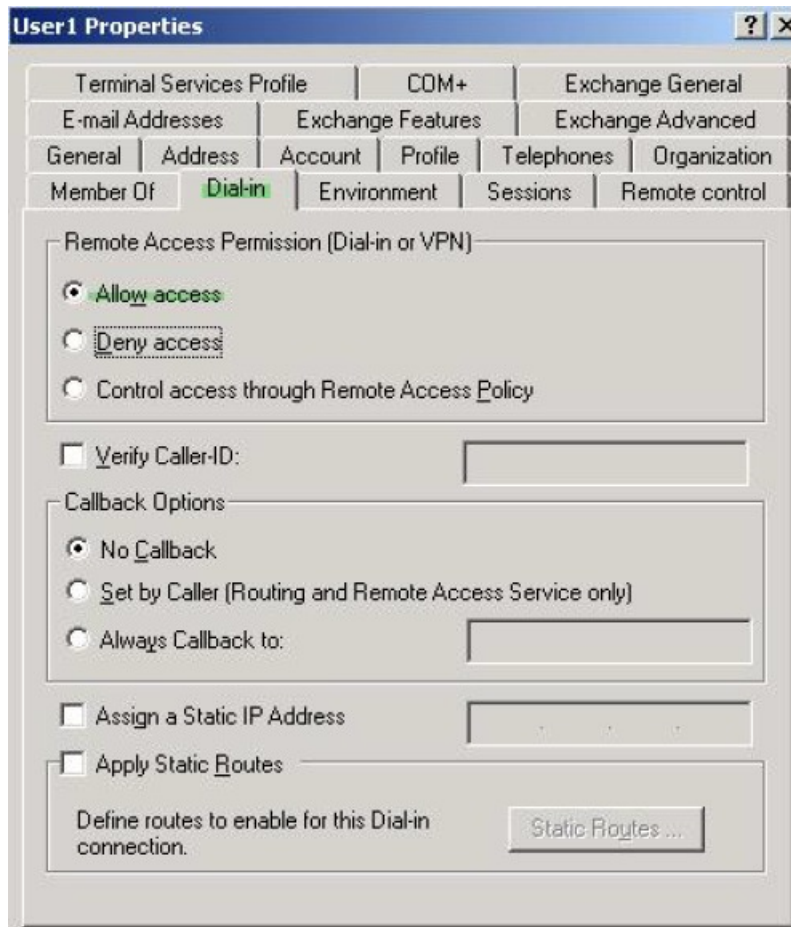 User1 Properties
Terminal Services Profile COM+ Exchange General
E-mail Addresses Exchange Features Exchange Advanced
General Address Account Profile Telephones Organization
Member Of Dial-in Environment Sessions Remote control
Remote Access Permission (Dial-in or VPN)
Allow access
Deny access
Control access through Remote Access Policy
Verify Caller-ID:
Callback Options
No Callback
Set by Caller (Routing and Remote Access Service only)
Always Callback to:
Assign a Static IP Address
Apply Static Routes
Define routes to enable for this Dial-in
connection.
Static Routes ...